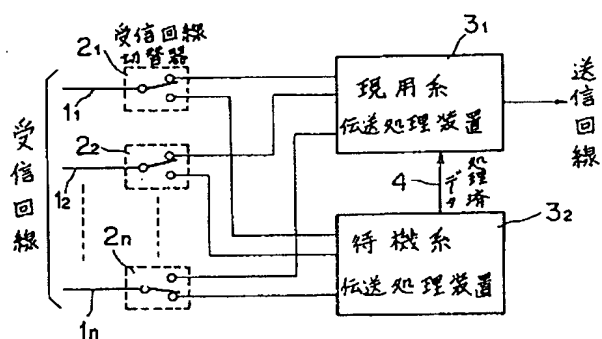 受信回線
切替器
2₁
3₁
1₁
現用系
伝送処理装置
送信回線
受信回線
2₂
1₂
4
処理済
データ
3₂
2n
待機系
伝送処理装置
1n